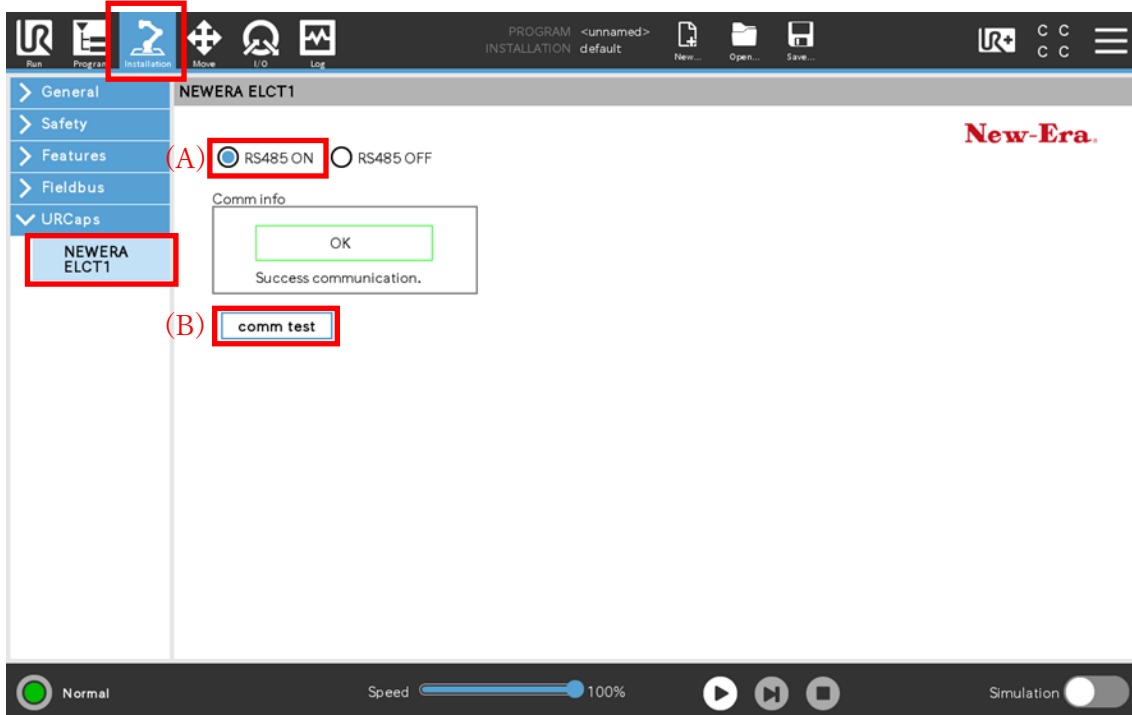 UR
Run
Program
Installation
Move
I/O
Log
PROGRAM <unnamed>
INSTALLATION default
New...
Open...
Save...
UR+
C C
C C
General
Safety
Features
Fieldbus
URCaps
NEWERA
ELCT1
NEWERA ELCT1
New-Era.
(A) RS485 ON RS485 OFF
Comm info
OK
Success communication.
(B) comm test
Normal
Speed 100%
Simulation